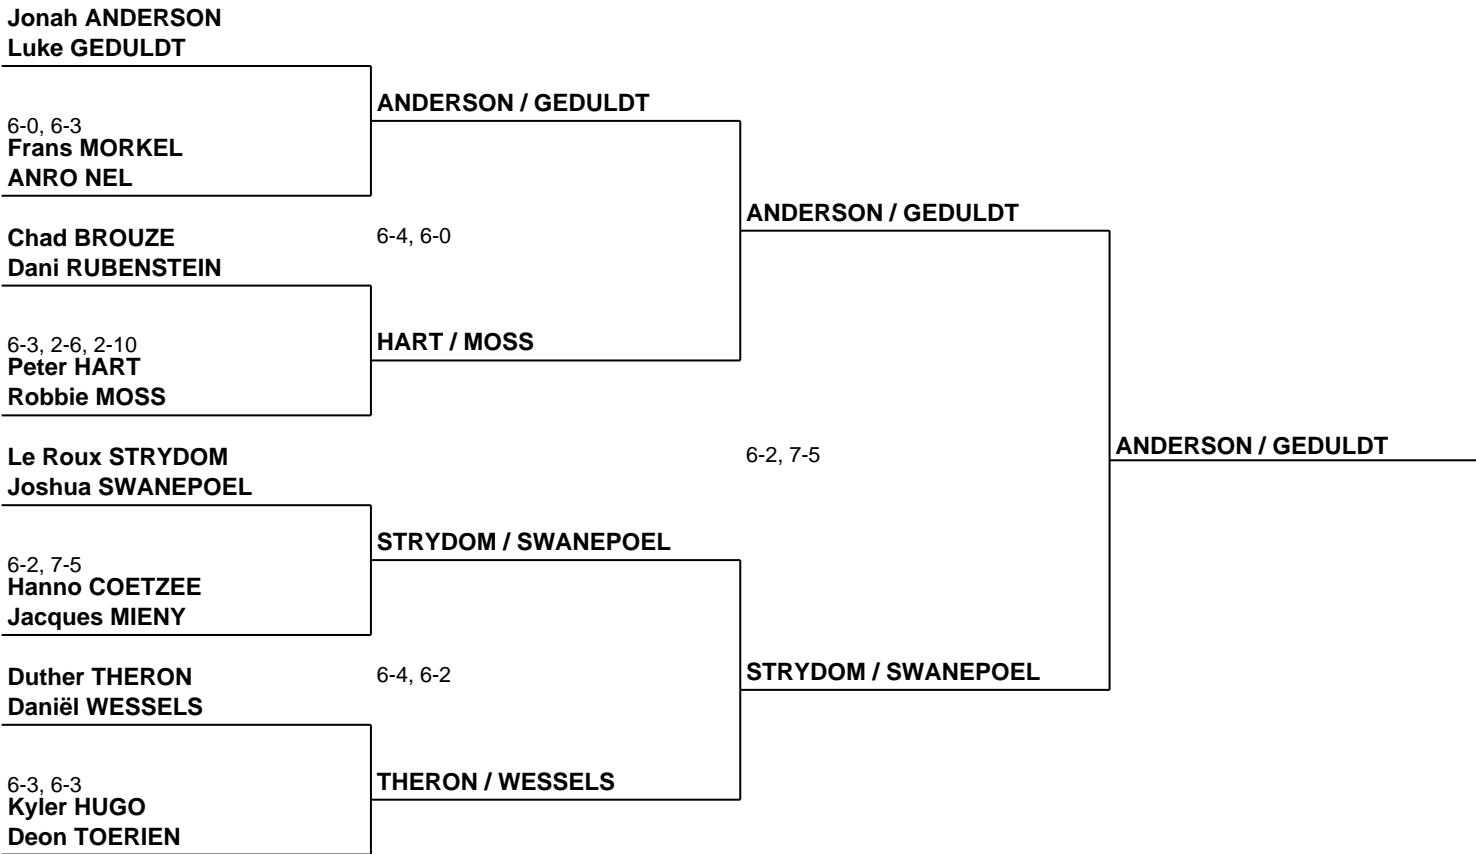 Jonah ANDERSON
Luke GEDULDT
ANDERSON / GEDULDT
6-0, 6-3
Frans MORKEL
ANRO NEL
ANDERSON / GEDULDT
Chad BROUZE
6-4, 6-0
Dani RUBENSTEIN
HART / MOSS
6-3, 2-6, 2-10
Peter HART
Robbie MOSS
ANDERSON / GEDULDT
Le Roux STRYDOM
6-2, 7-5
Joshua SWANEPOEL
STRYDOM / SWANEPOEL
6-2, 7-5
Hanno COETZEE
Jacques MIENY
STRYDOM / SWANEPOEL
Duther THERON
6-4, 6-2
Daniël WESSELS
THERON / WESSELS
6-3, 6-3
Kyler HUGO
Deon TOERIEN